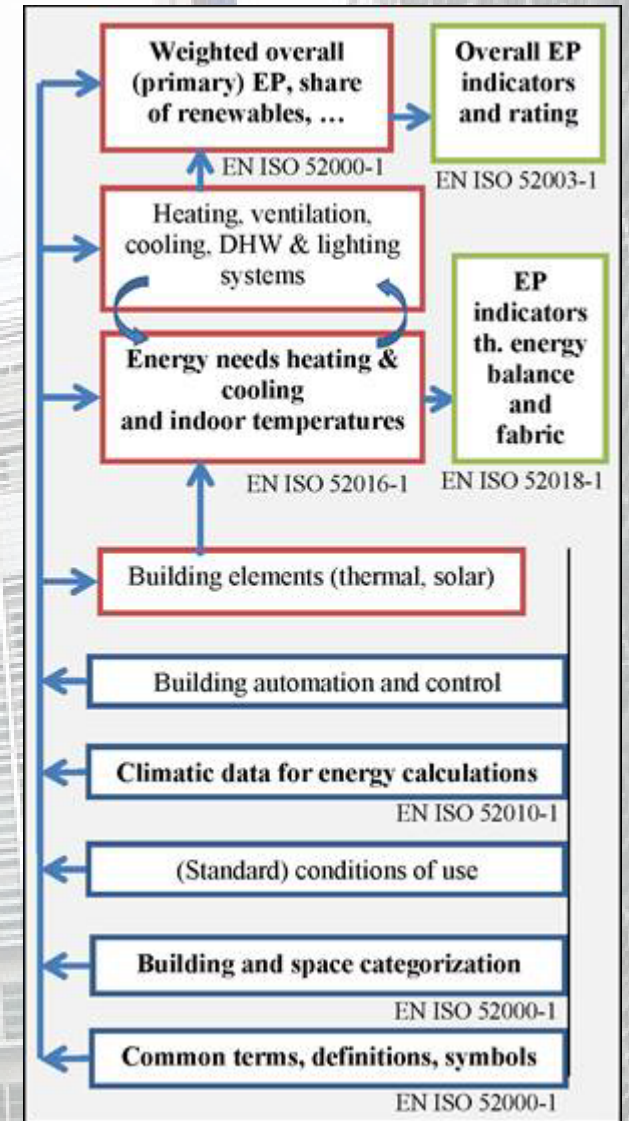 Weighted overall
(primary) EP, share
of renewables, …
EN ISO 52000-1
Overall EP
indicators
and rating
EN ISO 52003-1
Heating, ventilation,
cooling, DHW & lighting
systems
Energy needs heating &
cooling
and indoor temperatures
EN ISO 52016-1
EP
indicators
th. energy
balance
and
fabric
EN ISO 52018-1
Building elements (thermal, solar)
Building automation and control
Climatic data for energy calculations
EN ISO 52010-1
(Standard) conditions of use
Building and space categorization
EN ISO 52000-1
Common terms, definitions, symbols
EN ISO 52000-1